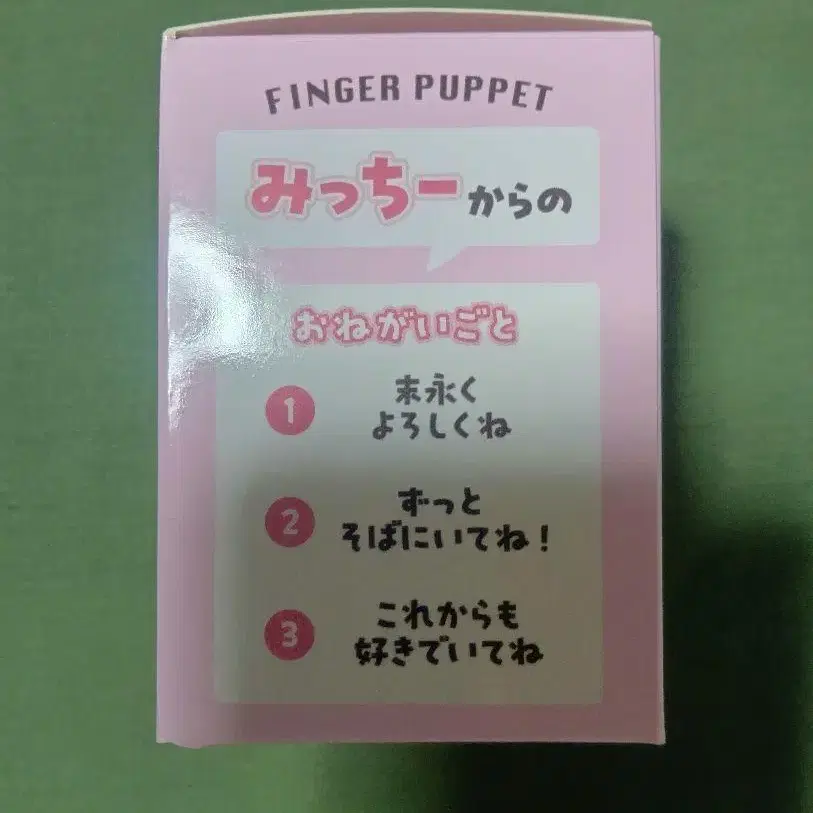 FINGER PUPPET
みっちーからの
おねがいごと
1 末永く
よろしくね
2 ずっと
そばにいてね!
3 これからも
好きでいてね